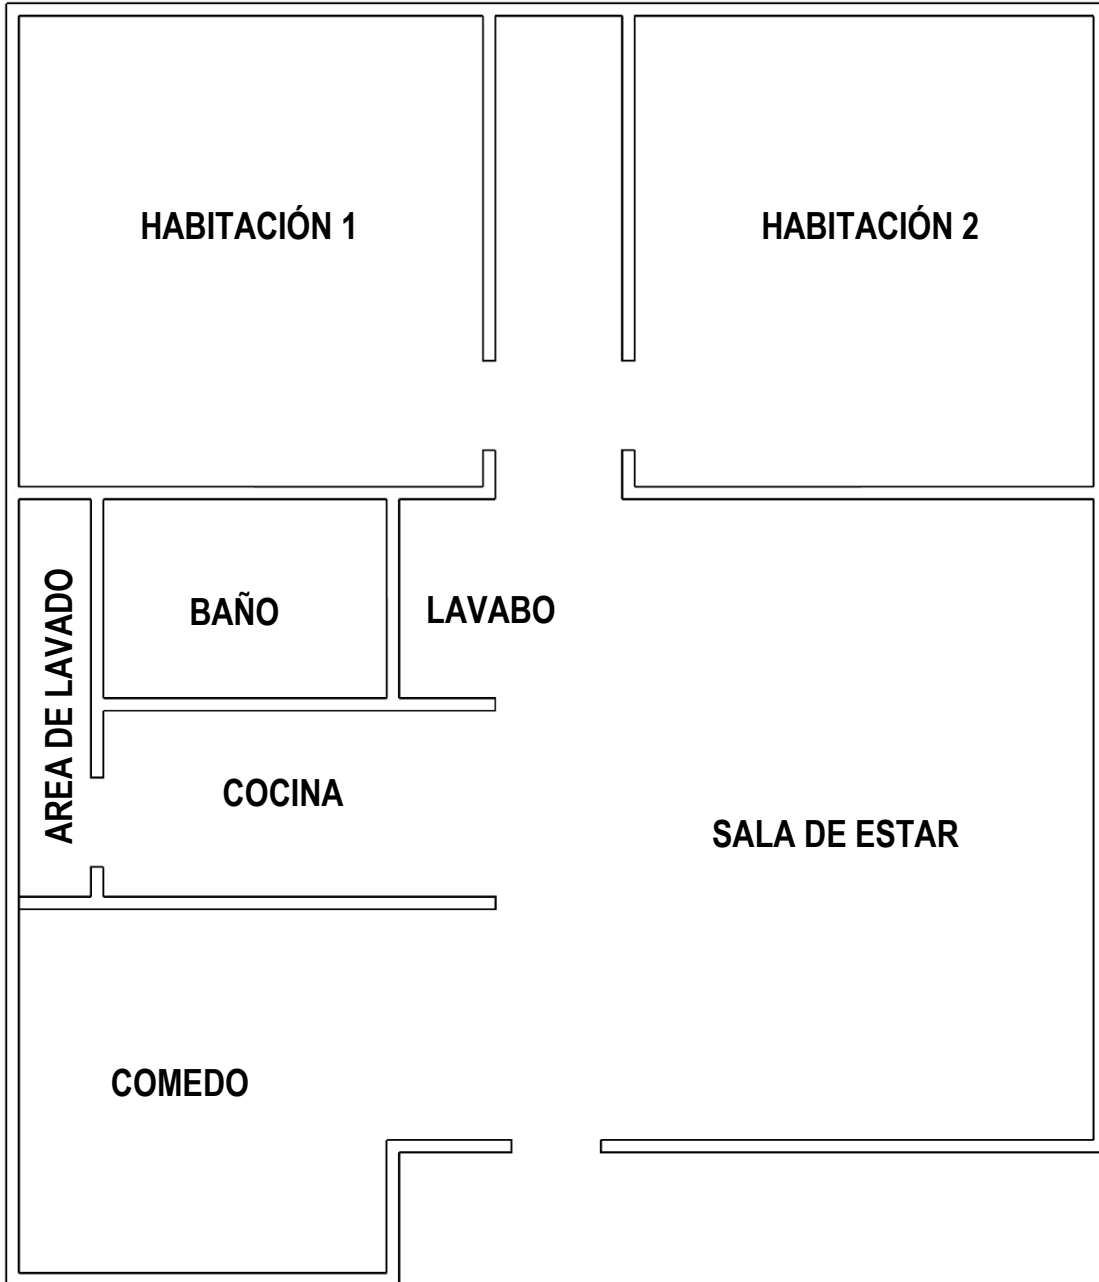 HABITACIÓN 1
HABITACIÓN 2
AREA DE LAVADO
BAÑO
LAVABO
COCINA
SALA DE ESTAR
COMEDO